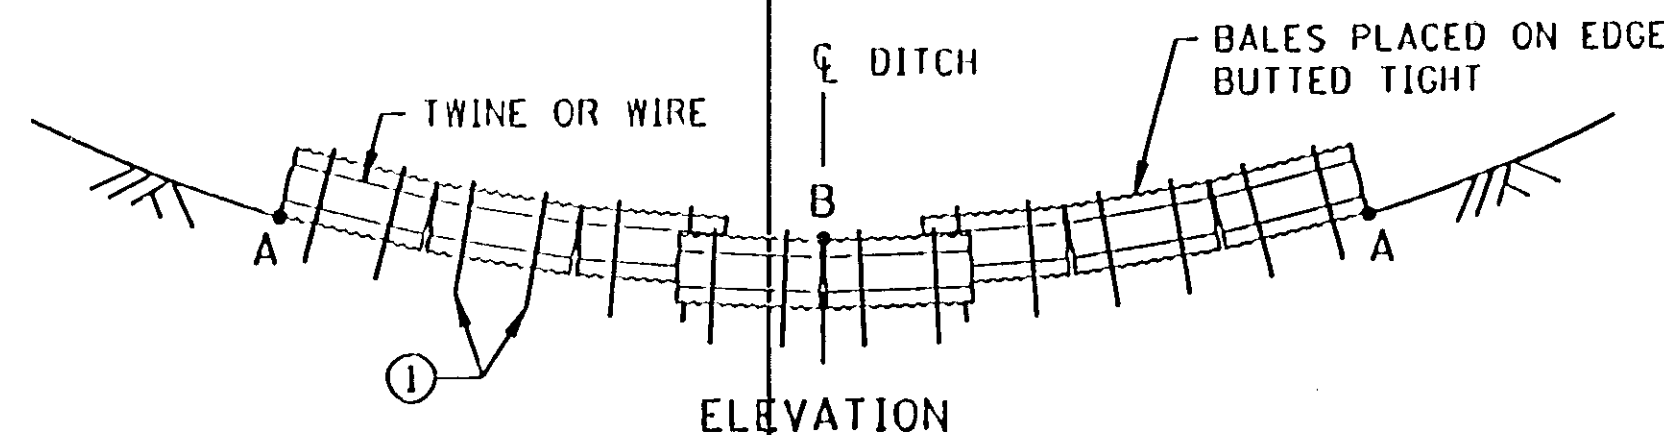 ℄ DITCH
BALES PLACED ON EDGE
BUTTED TIGHT
TWINE OR WIRE
B
A
A
1
ELEVATION